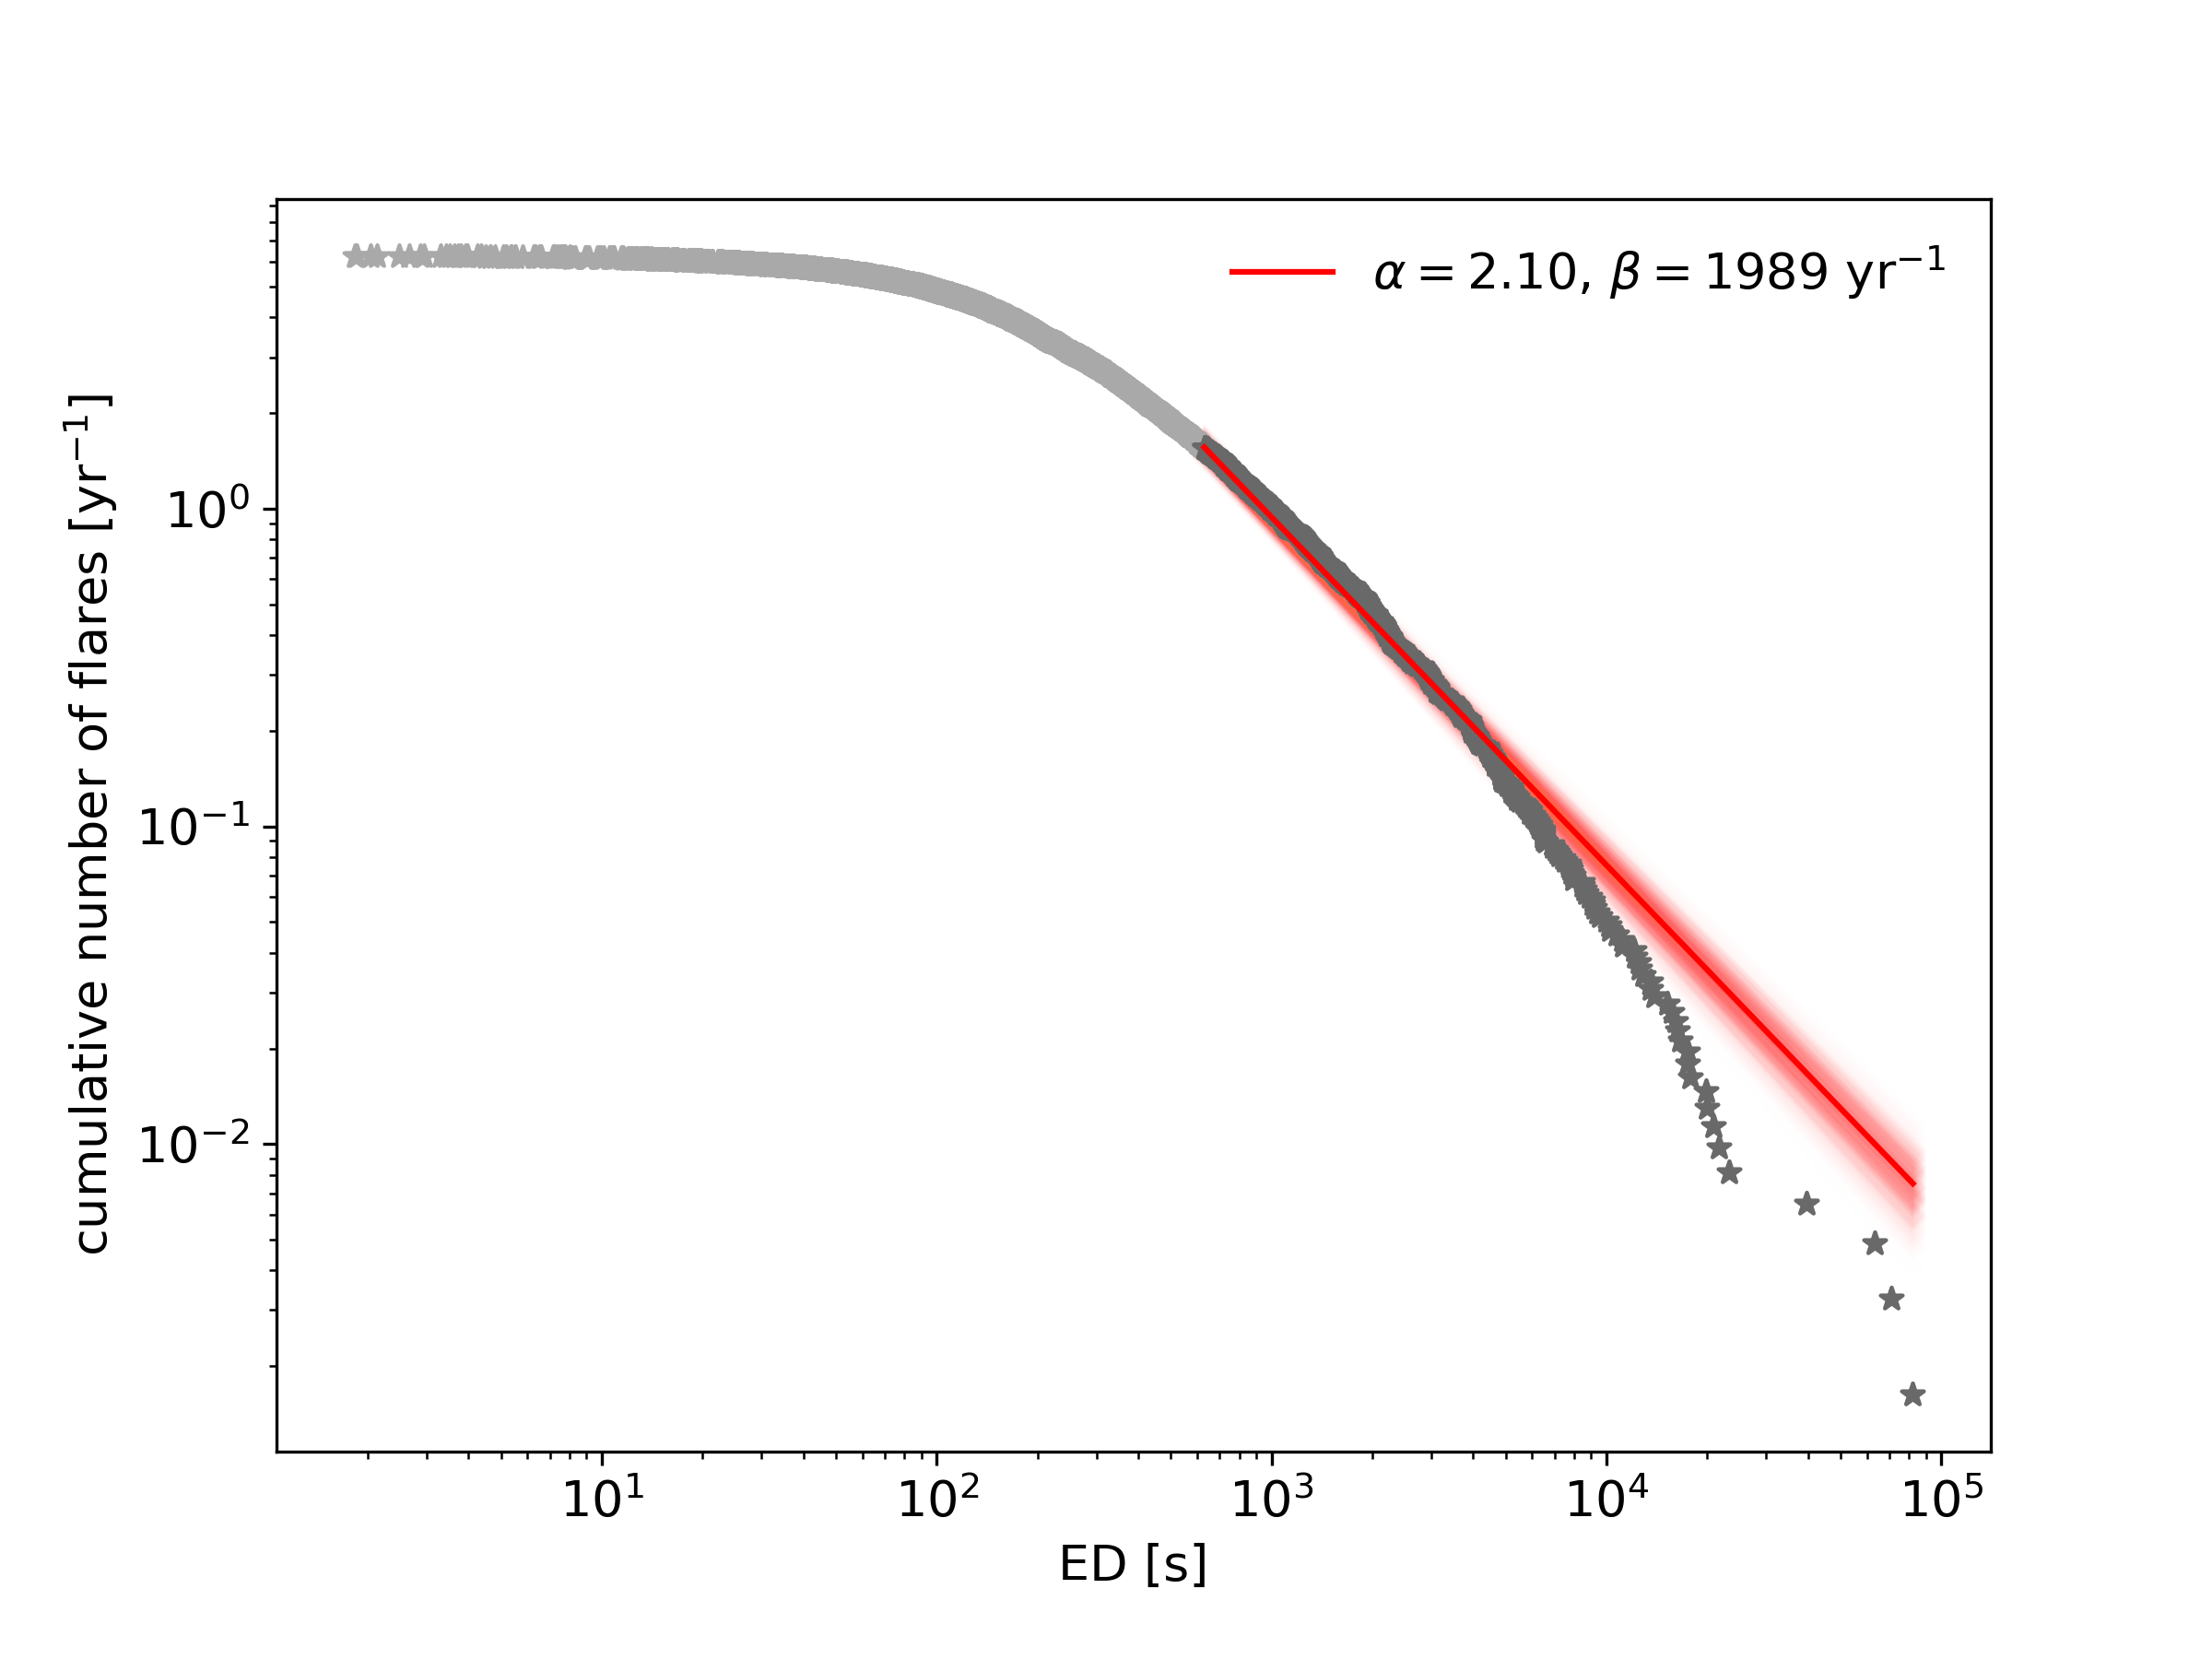 α = 2.10, β = 1989 yr⁻¹
cumulative number of flares [yr⁻¹]
10⁰
10⁻¹
10⁻²
10¹ 10² 10³ 10⁴ 10⁵
ED [s]